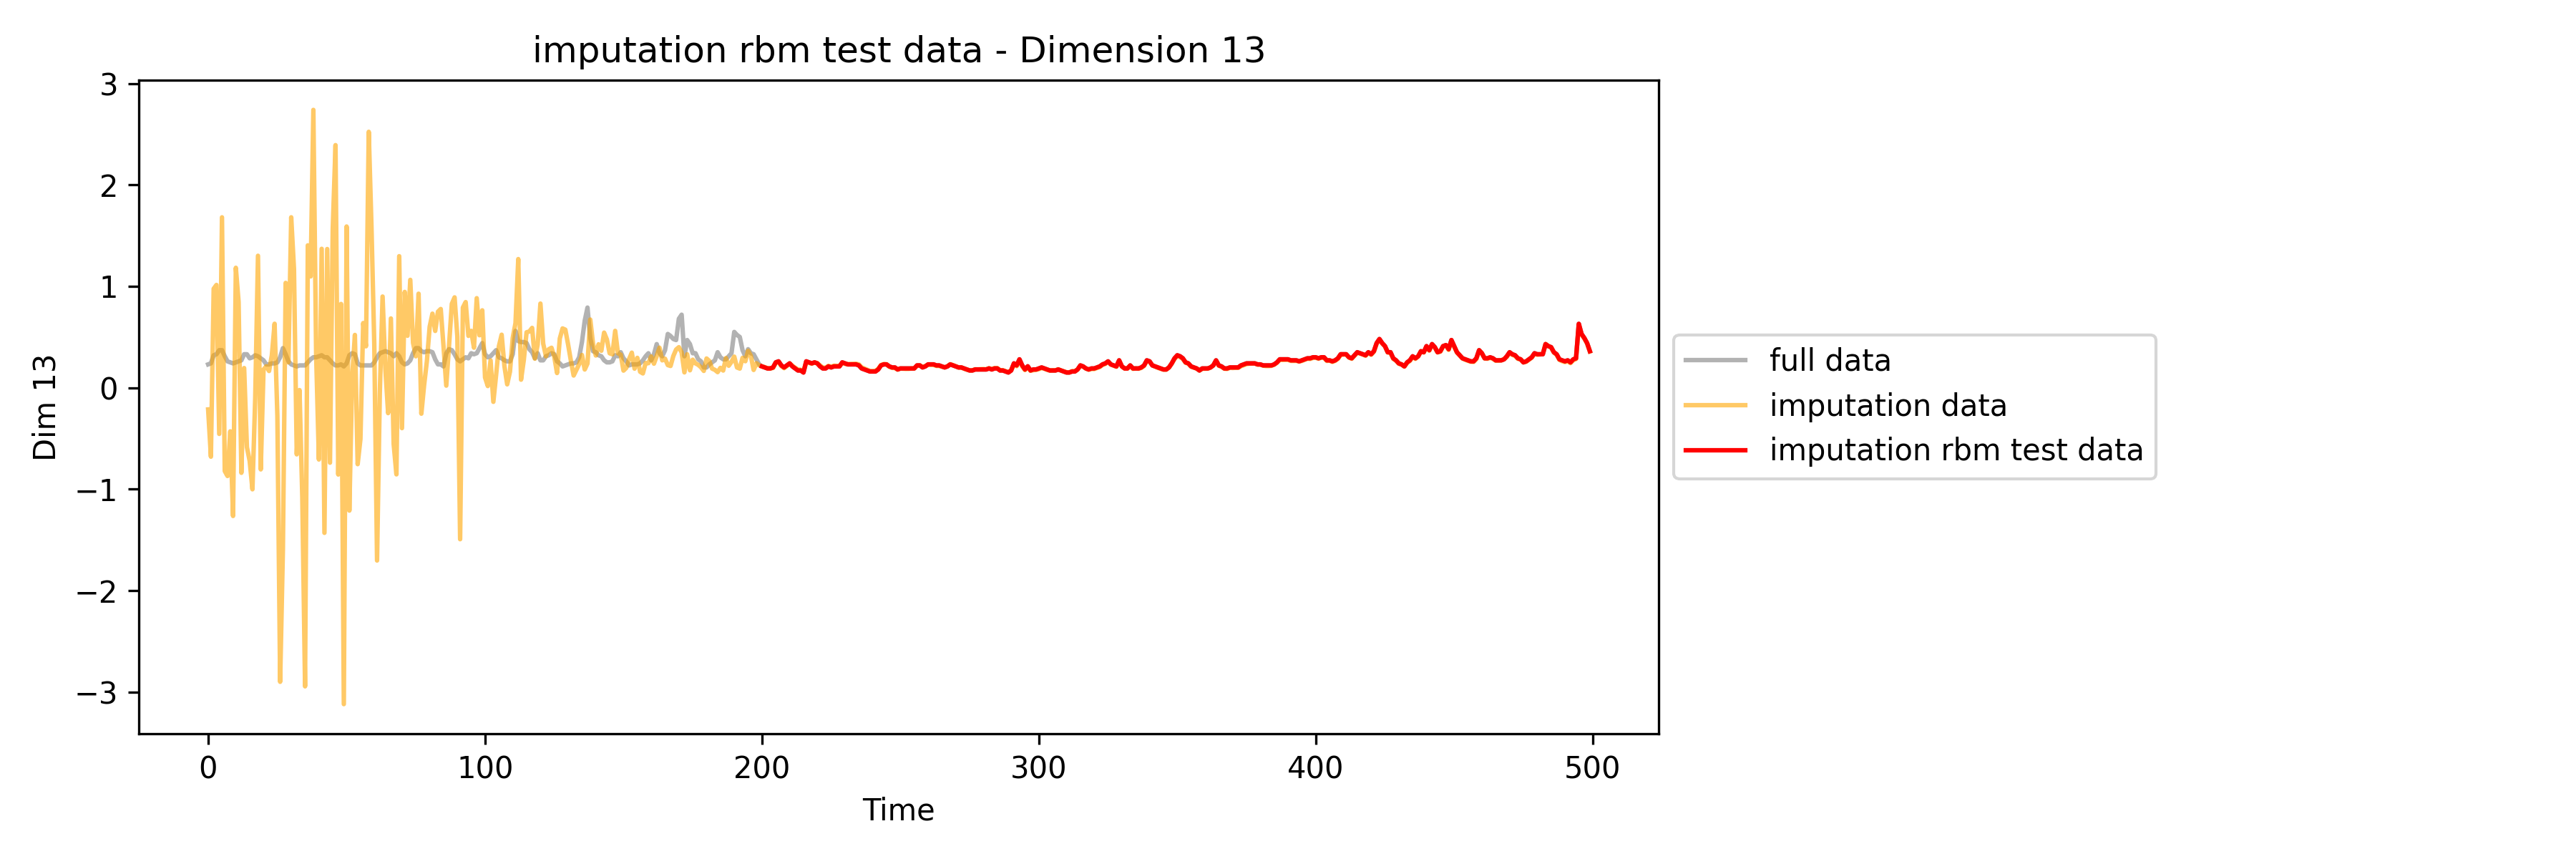 imputation rbm test data - Dimension 13
3
2
1
0
−1
−2
−3
Dim 13
0
100
200
300
400
500
Time
full data
imputation data
imputation rbm test data